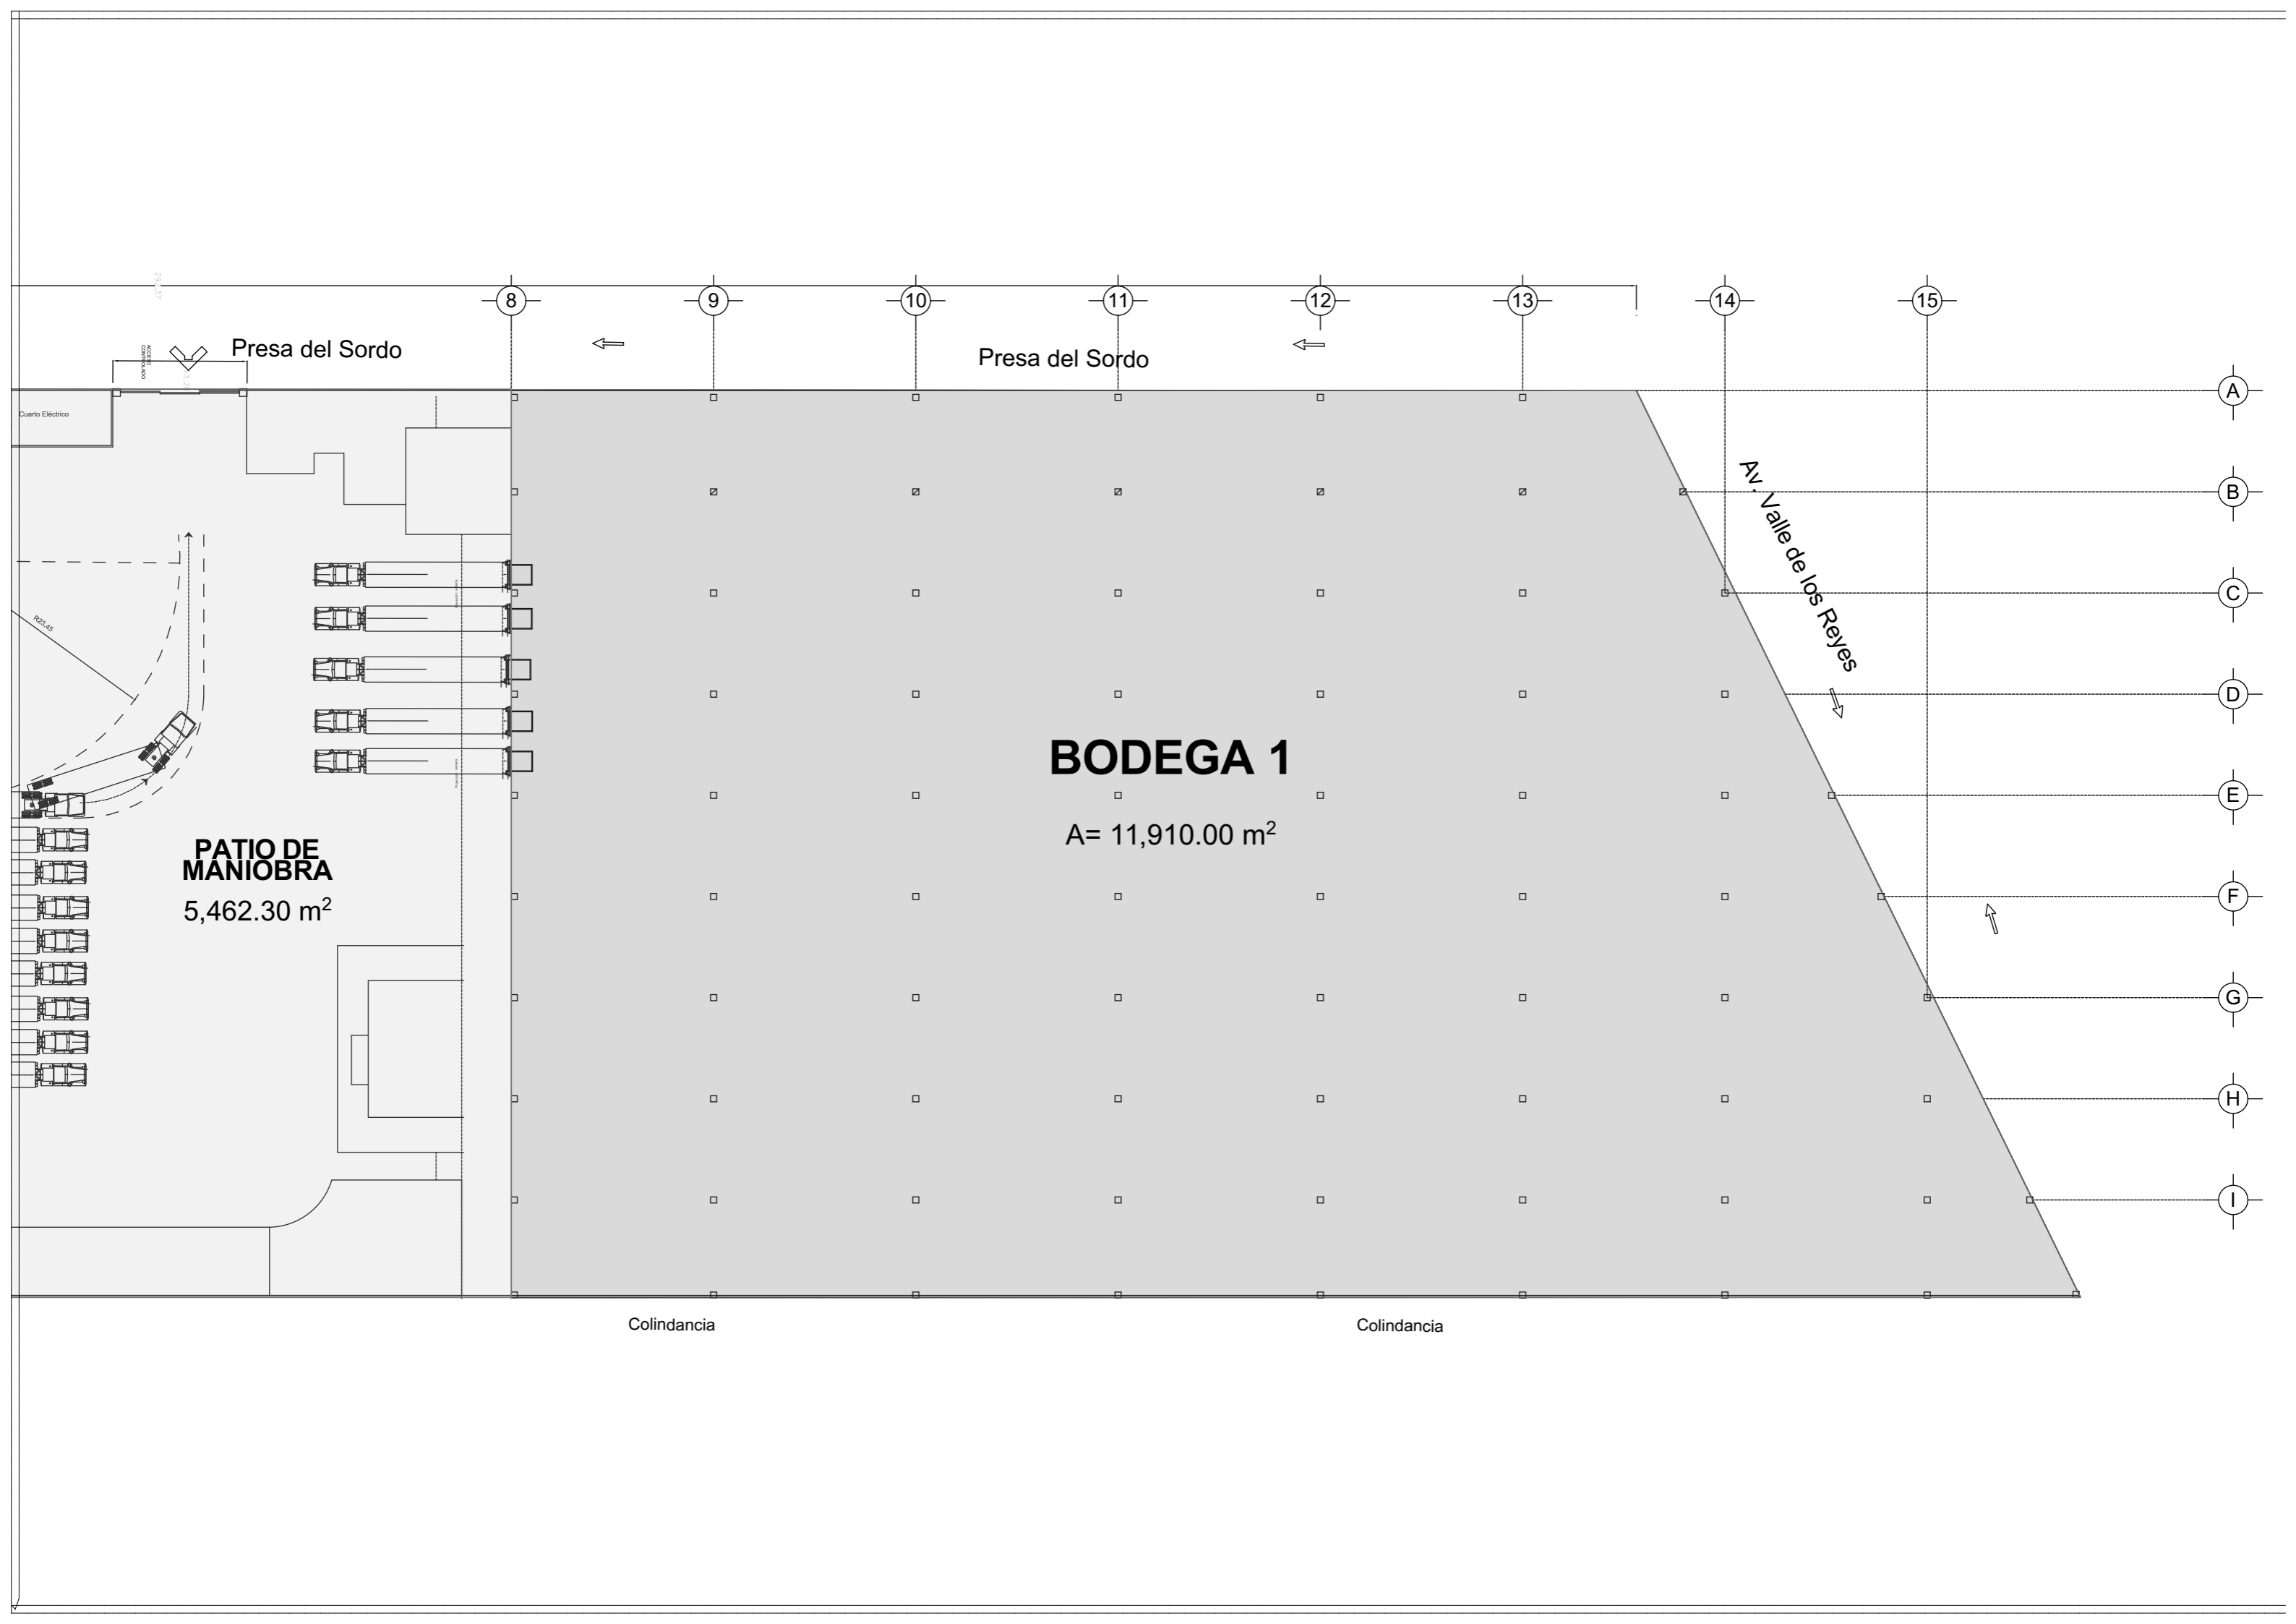 8
9
10
11
12
13
14
15
Presa del Sordo
Presa del Sordo
ACCESO
CONTROLADO
Cuarto Eléctrico
A
B
C
D
E
F
G
H
I
Av. Valle de los Reyes
R23.45
BODEGA 1
A= 11,910.00 m²
PATIO DE
MANIOBRA
5,462.30 m²
Colindancia
Colindancia